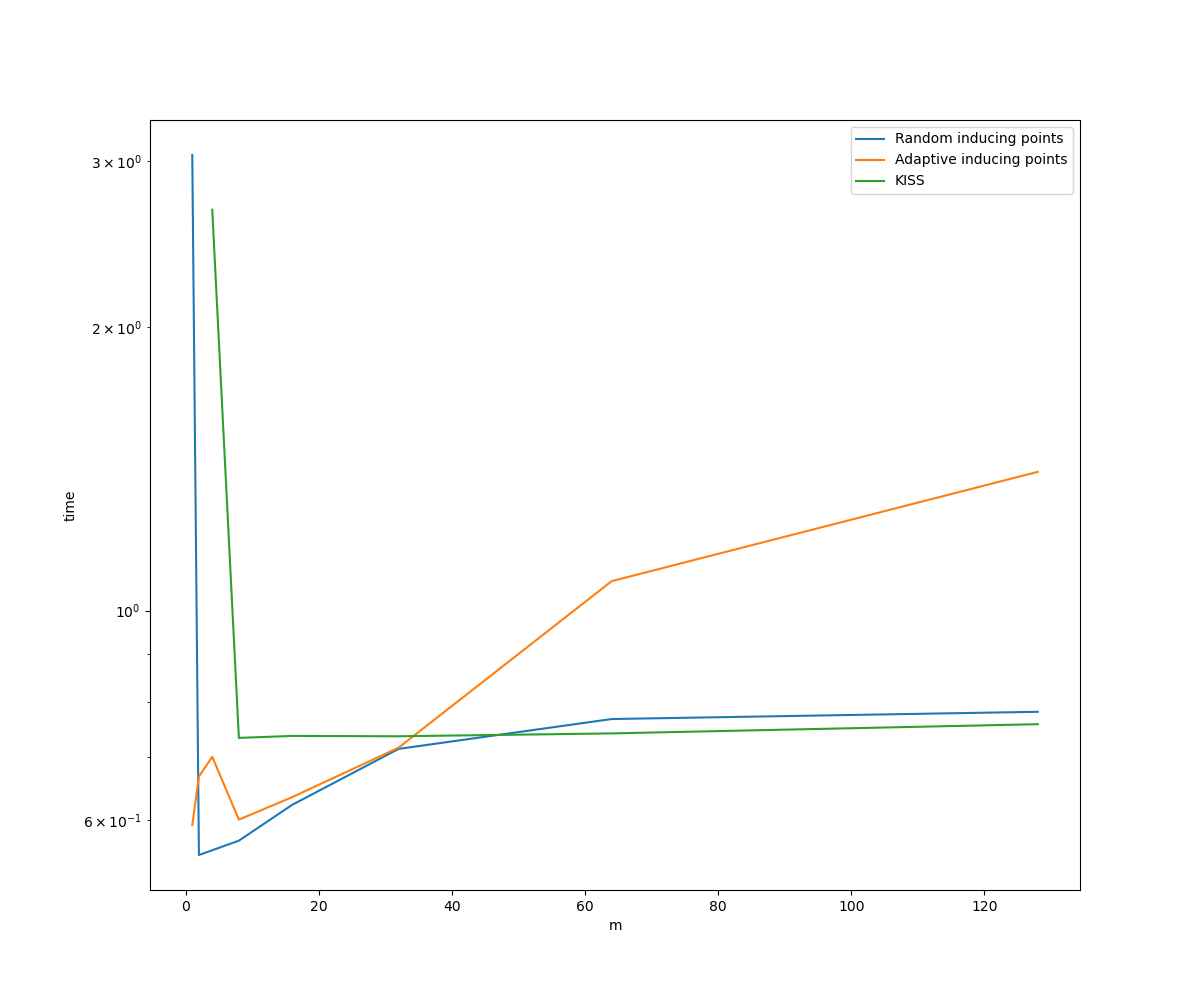 Random inducing points
Adaptive inducing points
KISS
3 × 10⁰
2 × 10⁰
10⁰
6 × 10⁻¹
time
0 20 40 60 80 100 120
m